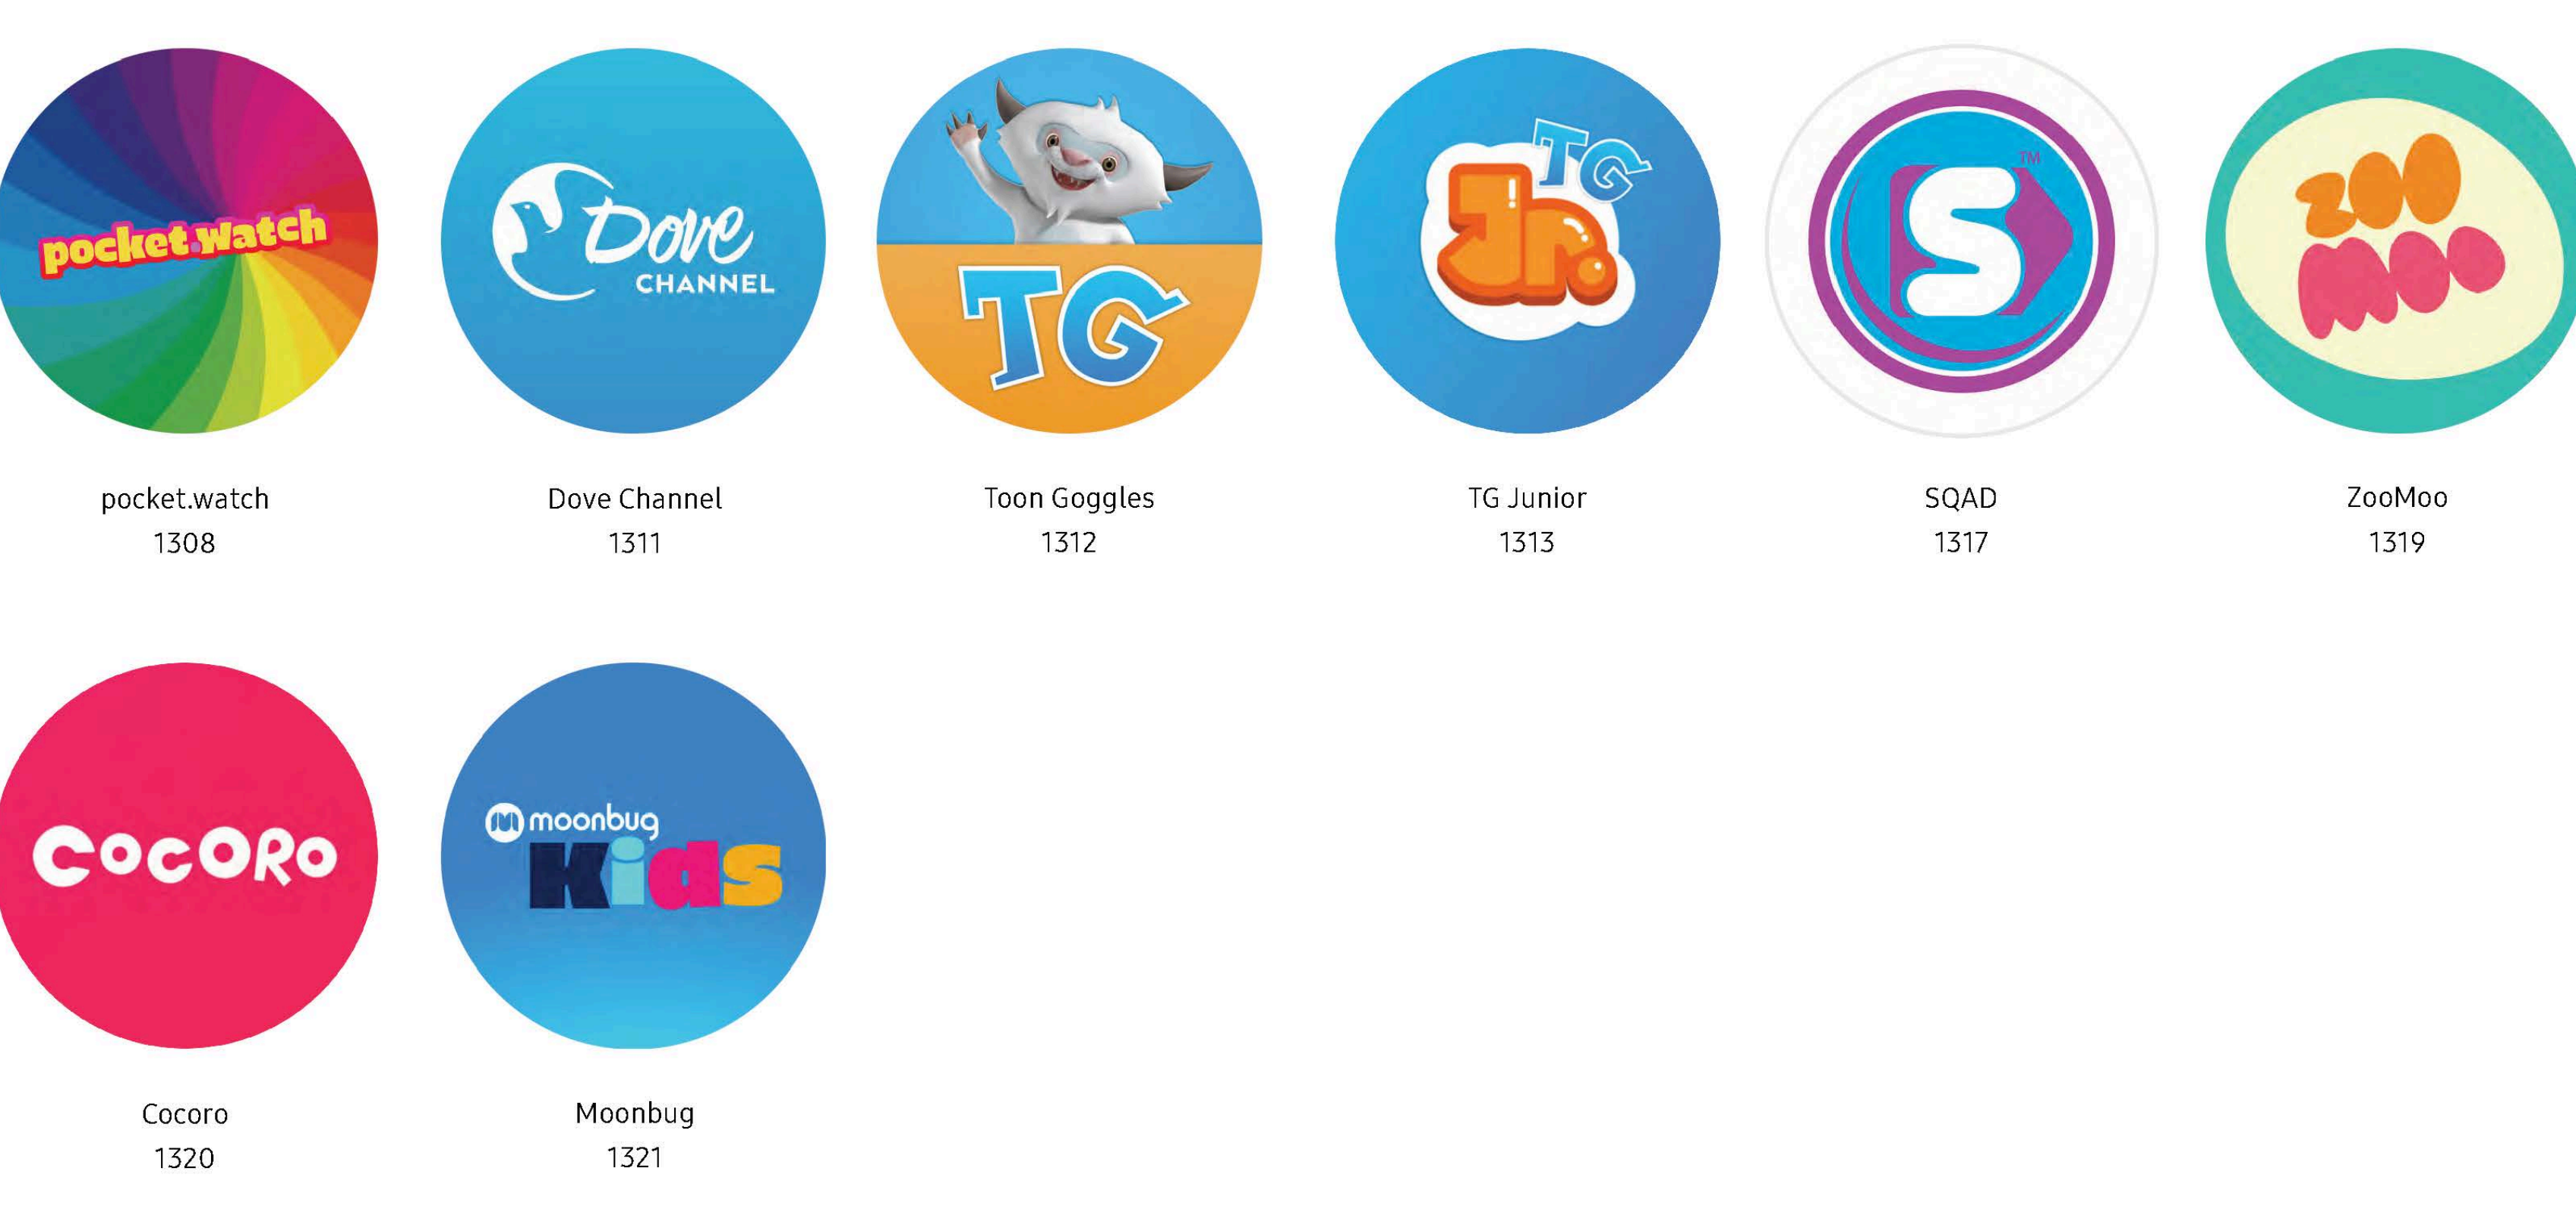 pocket.watch
Dove
CHANNEL
TG
TG
Jr.
S
TM
ZOO
MOO
pocket.watch
Dove Channel
Toon Goggles
TG Junior
SQAD
ZooMoo
1308
1311
1312
1313
1317
1319
COCORO
moonbug
Kids
Cocoro
Moonbug
1320
1321